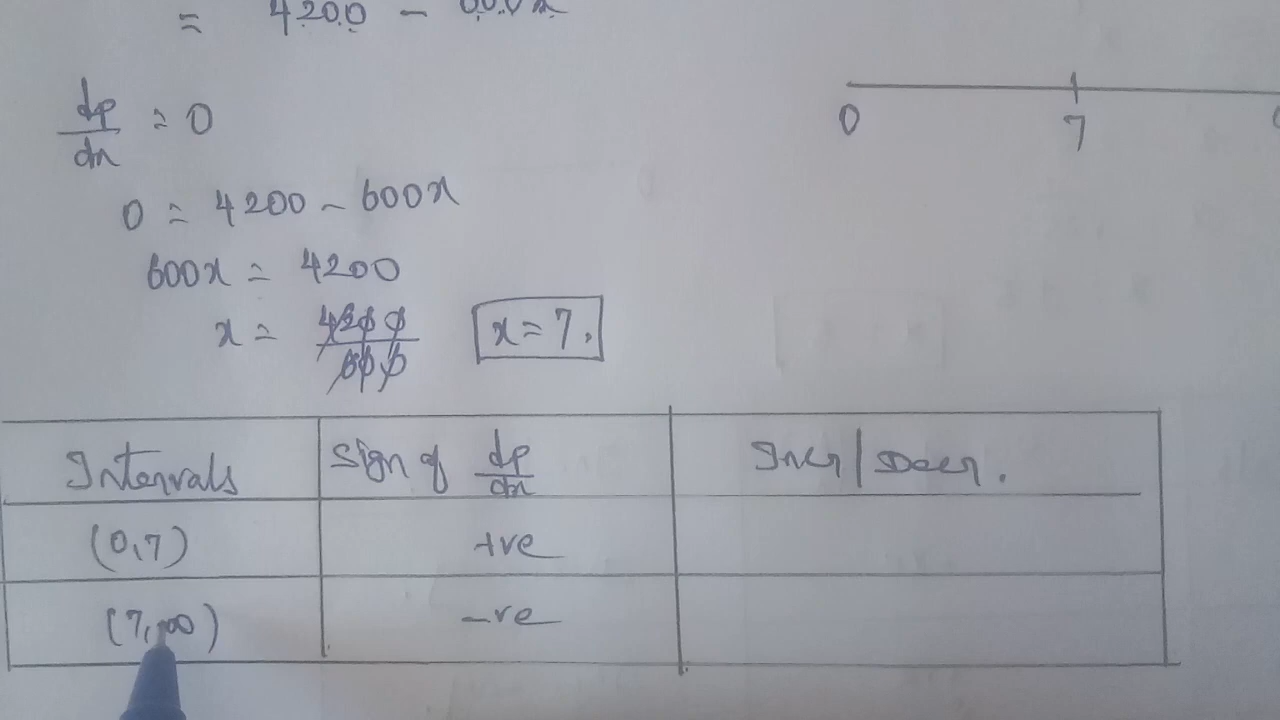 = 4200 - 600x
0 7
dp/dx = 0
0 = 4200 - 600x
600x = 4200
x = 4200/600 x = 7.
Intervals Sign of dp/dx Incr/Decr.
(0,7) +ve
(7,∞) -ve